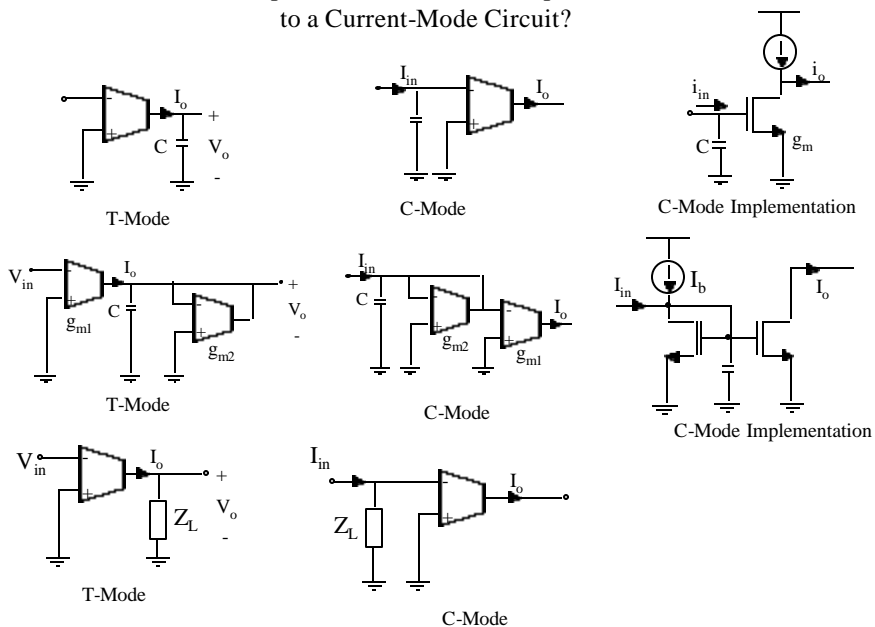 to a Current-Mode Circuit?
I_o
-
+
C
+
V_o
-
T-Mode
I_in
I_o
-
+
C-Mode
i_o
i_in
C
g_m
C-Mode Implementation
V_in
I_o
-
+
g_m1
C
-
+
g_m2
+
V_o
-
T-Mode
I_in
C
-
+
g_m2
-
+
g_m1
I_o
C-Mode
I_in
I_b
I_o
C-Mode Implementation
V_in
I_o
-
+
Z_L
+
V_o
-
T-Mode
I_in
I_o
-
+
Z_L
C-Mode